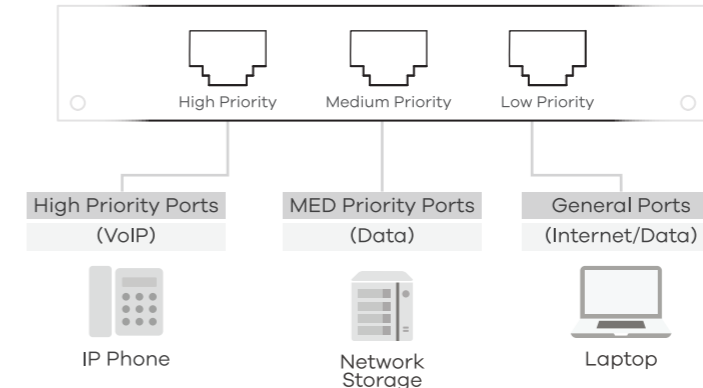 High Priority
Medium Priority
Low Priority
High Priority Ports
(VoIP)
MED Priority Ports
(Data)
General Ports
(Internet/Data)
IP Phone
Network
Storage
Laptop